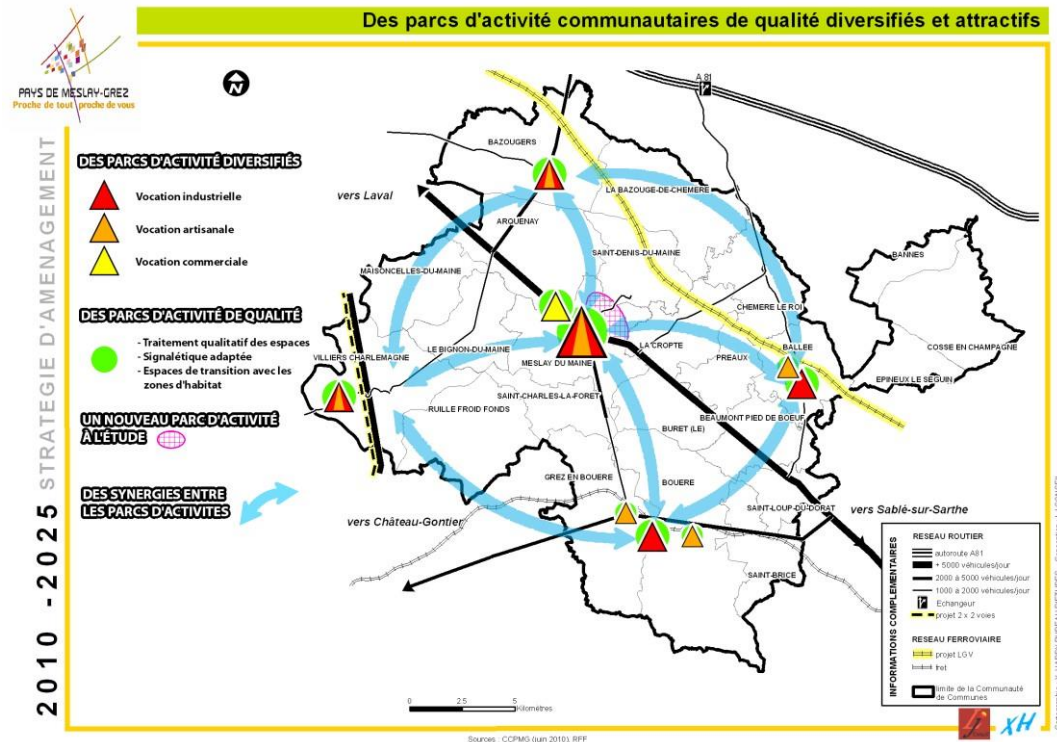 Des parcs d'activité communautaires de qualité diversifiés et attractifs
PAYS DE MESLAY-GREZ
Proche de tout proche de vous
2010 - 2025 STRATEGIE D'AMENAGEMENT
N
DES PARCS D'ACTIVITÉ DIVERSIFIÉS
Vocation industrielle
Vocation artisanale
Vocation commerciale
DES PARCS D'ACTIVITÉ DE QUALITÉ
- Traitement qualitatif des espaces
- Signalétique adaptée
- Espaces de transition avec les
zones d'habitat
UN NOUVEAU PARC D'ACTIVITÉ
À L'ÉTUDE
DES SYNERGIES ENTRE
LES PARCS D'ACTIVITES
A 81
BAZOUGERS
vers Laval
LA BAZOUGE-DE-CHEMERE
ARQUENAY
SAINT-DENIS-DU-MAINE
BANNES
MAISONCELLES-DU-MAINE
CHEMERE LE ROI
COSSE EN CHAMPAGNE
LE BIGNON-DU-MAINE
LA CROPTE
BALLEE
VILLIERS CHARLEMAGNE
MESLAY DU MAINE
PREAUX
EPINEUX LE SEGUIN
SAINT-CHARLES-LA-FORET
RUILLE FROID FONDS
BEAUMONT PIED DE BOEUF
BURET (LE)
GREZ EN BOUERE
BOUERE
SAINT-LOUP-DU-DORAT
vers Sablé-sur-Sarthe
vers Château-Gontier
SAINT-BRICE
INFORMATIONS COMPLEMENTAIRES
RESEAU ROUTIER
autoroute A81
+ 5000 véhicules/jour
2000 à 5000 véhicules/jour
1000 à 2000 véhicules/jour
Echangeur
projet 2 x 2 voies
RESEAU FERROVIAIRE
projet LGV
fret
limite de la Communauté
de Communes
0 2.5 5
Kilomètres
Sources : CCPMG (juin 2010), RFF
XH